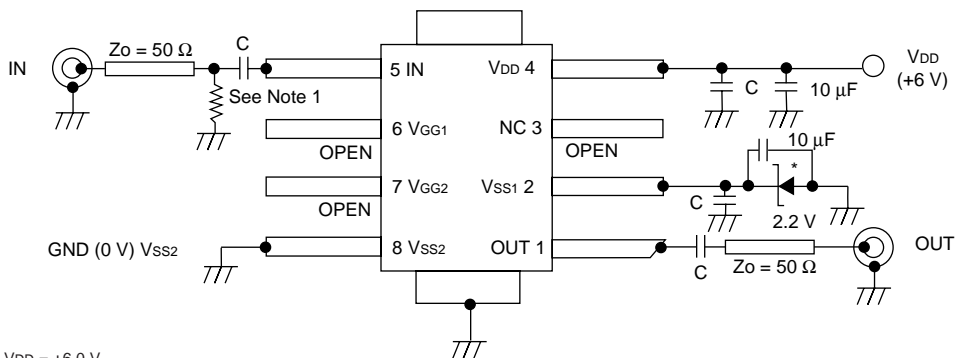 IN
Zo = 50 Ω
C
See Note 1
5 IN
VDD 4
C
10 µF
VDD
(+6 V)
6 VGG1
OPEN
NC 3
OPEN
10 µF
7 VGG2
OPEN
VSS1 2
C
*
2.2 V
GND (0 V) VSS2
8 VSS2
OUT 1
C
Zo = 50 Ω
OUT
VDD = +6.0 V